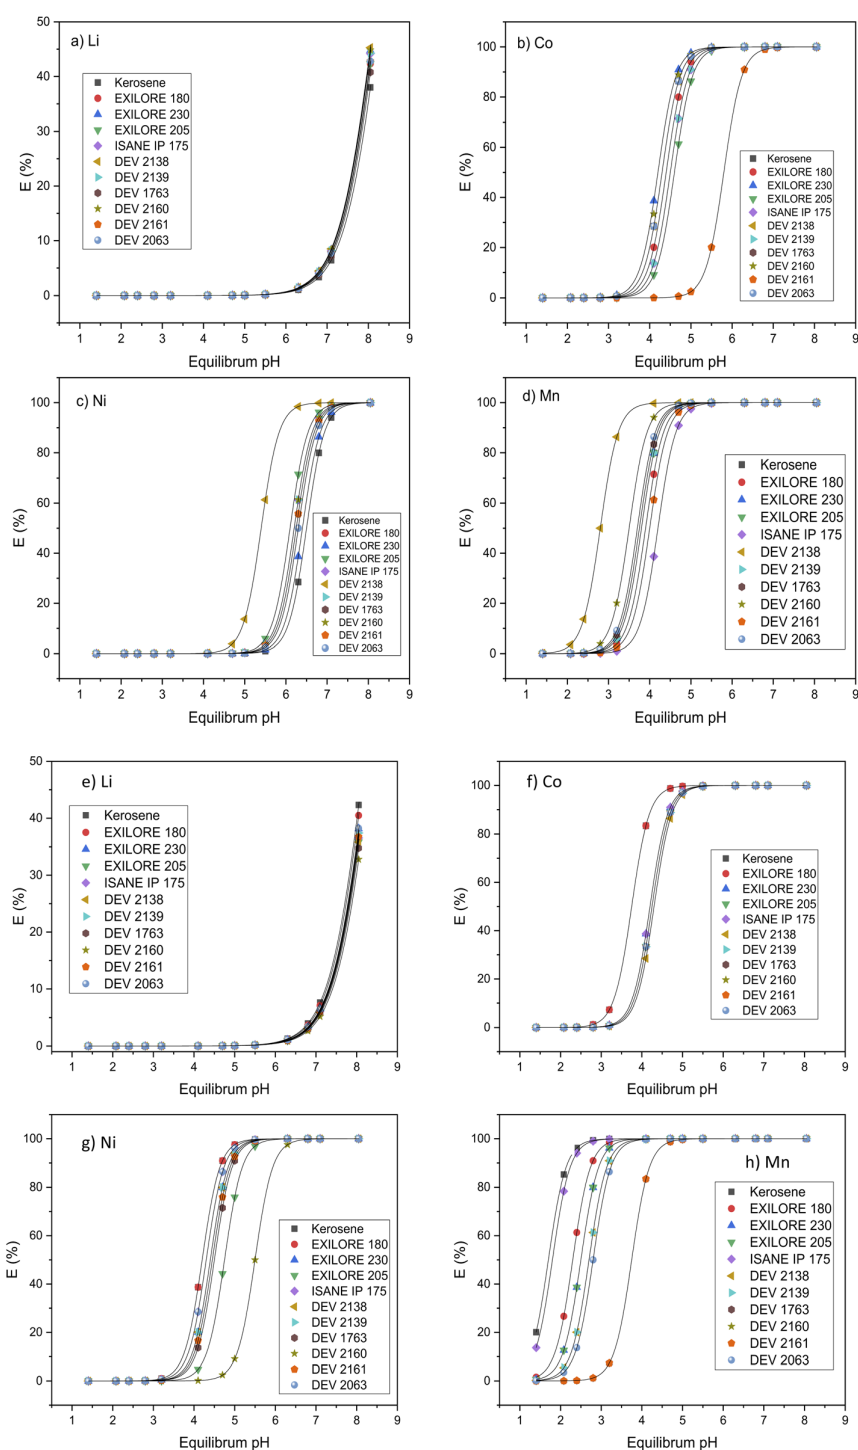 a) Li
E (%)
50
40
30
20
10
0
Kerosene
EXILORE 180
EXILORE 230
EXILORE 205
ISANE IP 175
DEV 2138
DEV 2139
DEV 1763
DEV 2160
DEV 2161
DEV 2063
1 2 3 4 5 6 7 8 9
Equilibrum pH
b) Co
E (%)
100
80
60
40
20
0
Kerosene
EXILORE 180
EXILORE 230
EXILORE 205
ISANE IP 175
DEV 2138
DEV 2139
DEV 1763
DEV 2160
DEV 2161
DEV 2063
1 2 3 4 5 6 7 8 9
Equilibrum pH
c) Ni
E (%)
100
80
60
40
20
0
Kerosene
EXILORE 180
EXILORE 230
EXILORE 205
ISANE IP 175
DEV 2138
DEV 2139
DEV 1763
DEV 2160
DEV 2161
DEV 2063
1 2 3 4 5 6 7 8 9
Equilibrum pH
d) Mn
E (%)
100
80
60
40
20
0
Kerosene
EXILORE 180
EXILORE 230
EXILORE 205
ISANE IP 175
DEV 2138
DEV 2139
DEV 1763
DEV 2160
DEV 2161
DEV 2063
1 2 3 4 5 6 7 8 9
Equilibrum pH
e) Li
E (%)
50
40
30
20
10
0
Kerosene
EXILORE 180
EXILORE 230
EXILORE 205
ISANE IP 175
DEV 2138
DEV 2139
DEV 1763
DEV 2160
DEV 2161
DEV 2063
1 2 3 4 5 6 7 8 9
Equilibrum pH
f) Co
E (%)
100
80
60
40
20
0
Kerosene
EXILORE 180
EXILORE 230
EXILORE 205
ISANE IP 175
DEV 2138
DEV 2139
DEV 1763
DEV 2160
DEV 2161
DEV 2063
1 2 3 4 5 6 7 8 9
Equilibrum pH
g) Ni
E (%)
100
80
60
40
20
0
Kerosene
EXILORE 180
EXILORE 230
EXILORE 205
ISANE IP 175
DEV 2138
DEV 2139
DEV 1763
DEV 2160
DEV 2161
DEV 2063
1 2 3 4 5 6 7 8 9
Equilibrum pH
h) Mn
E (%)
100
80
60
40
20
0
Kerosene
EXILORE 180
EXILORE 230
EXILORE 205
ISANE IP 175
DEV 2138
DEV 2139
DEV 1763
DEV 2160
DEV 2161
DEV 2063
1 2 3 4 5 6 7 8 9
Equilibrum pH